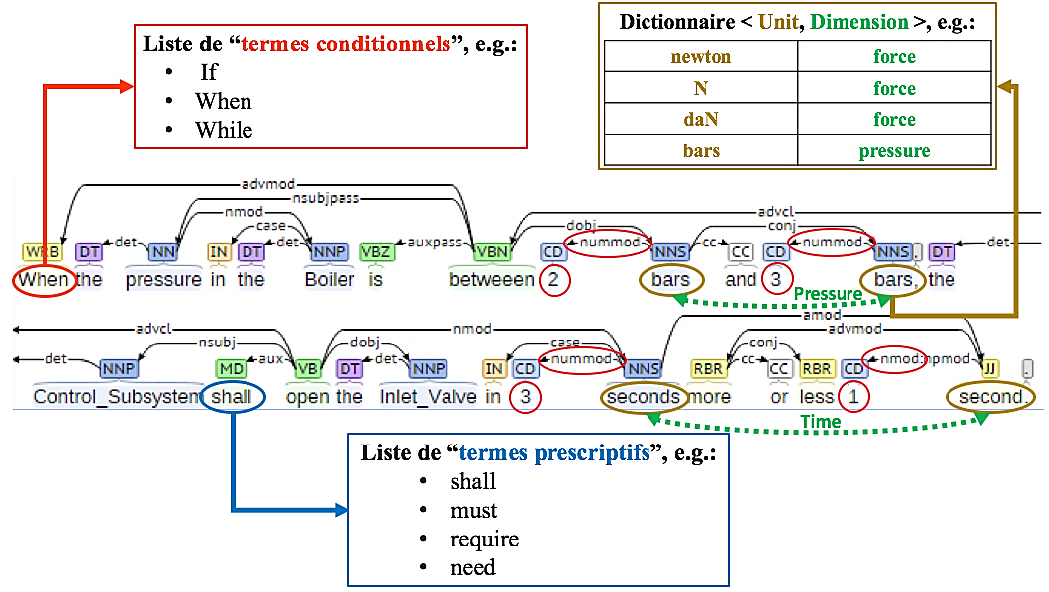 Liste de “termes conditionnels”, e.g.:
• If
• When
• While
Dictionnaire < Unit, Dimension >, e.g.:
newton force
N force
daN force
bars pressure
advmod
nsubjpass
nmod advcl
case dobj conj
det det auxpass nummod cc nummod det
WRB DT NN IN DT NNP VBZ VBN CD NNS CC CD NNS , DT
When the pressure in the Boiler is betweeen 2 bars and 3 bars, the
Pressure
amod
advcl nmod advmod
nsubj dobj case conj
det aux det nummod cc nmod:npmod
NNP MD VB DT NNP IN CD NNS RBR CC RBR CD JJ .
Control_Subsystem shall open the Inlet_Valve in 3 seconds more or less 1 second.
Time
Liste de “termes prescriptifs”, e.g.:
• shall
• must
• require
• need